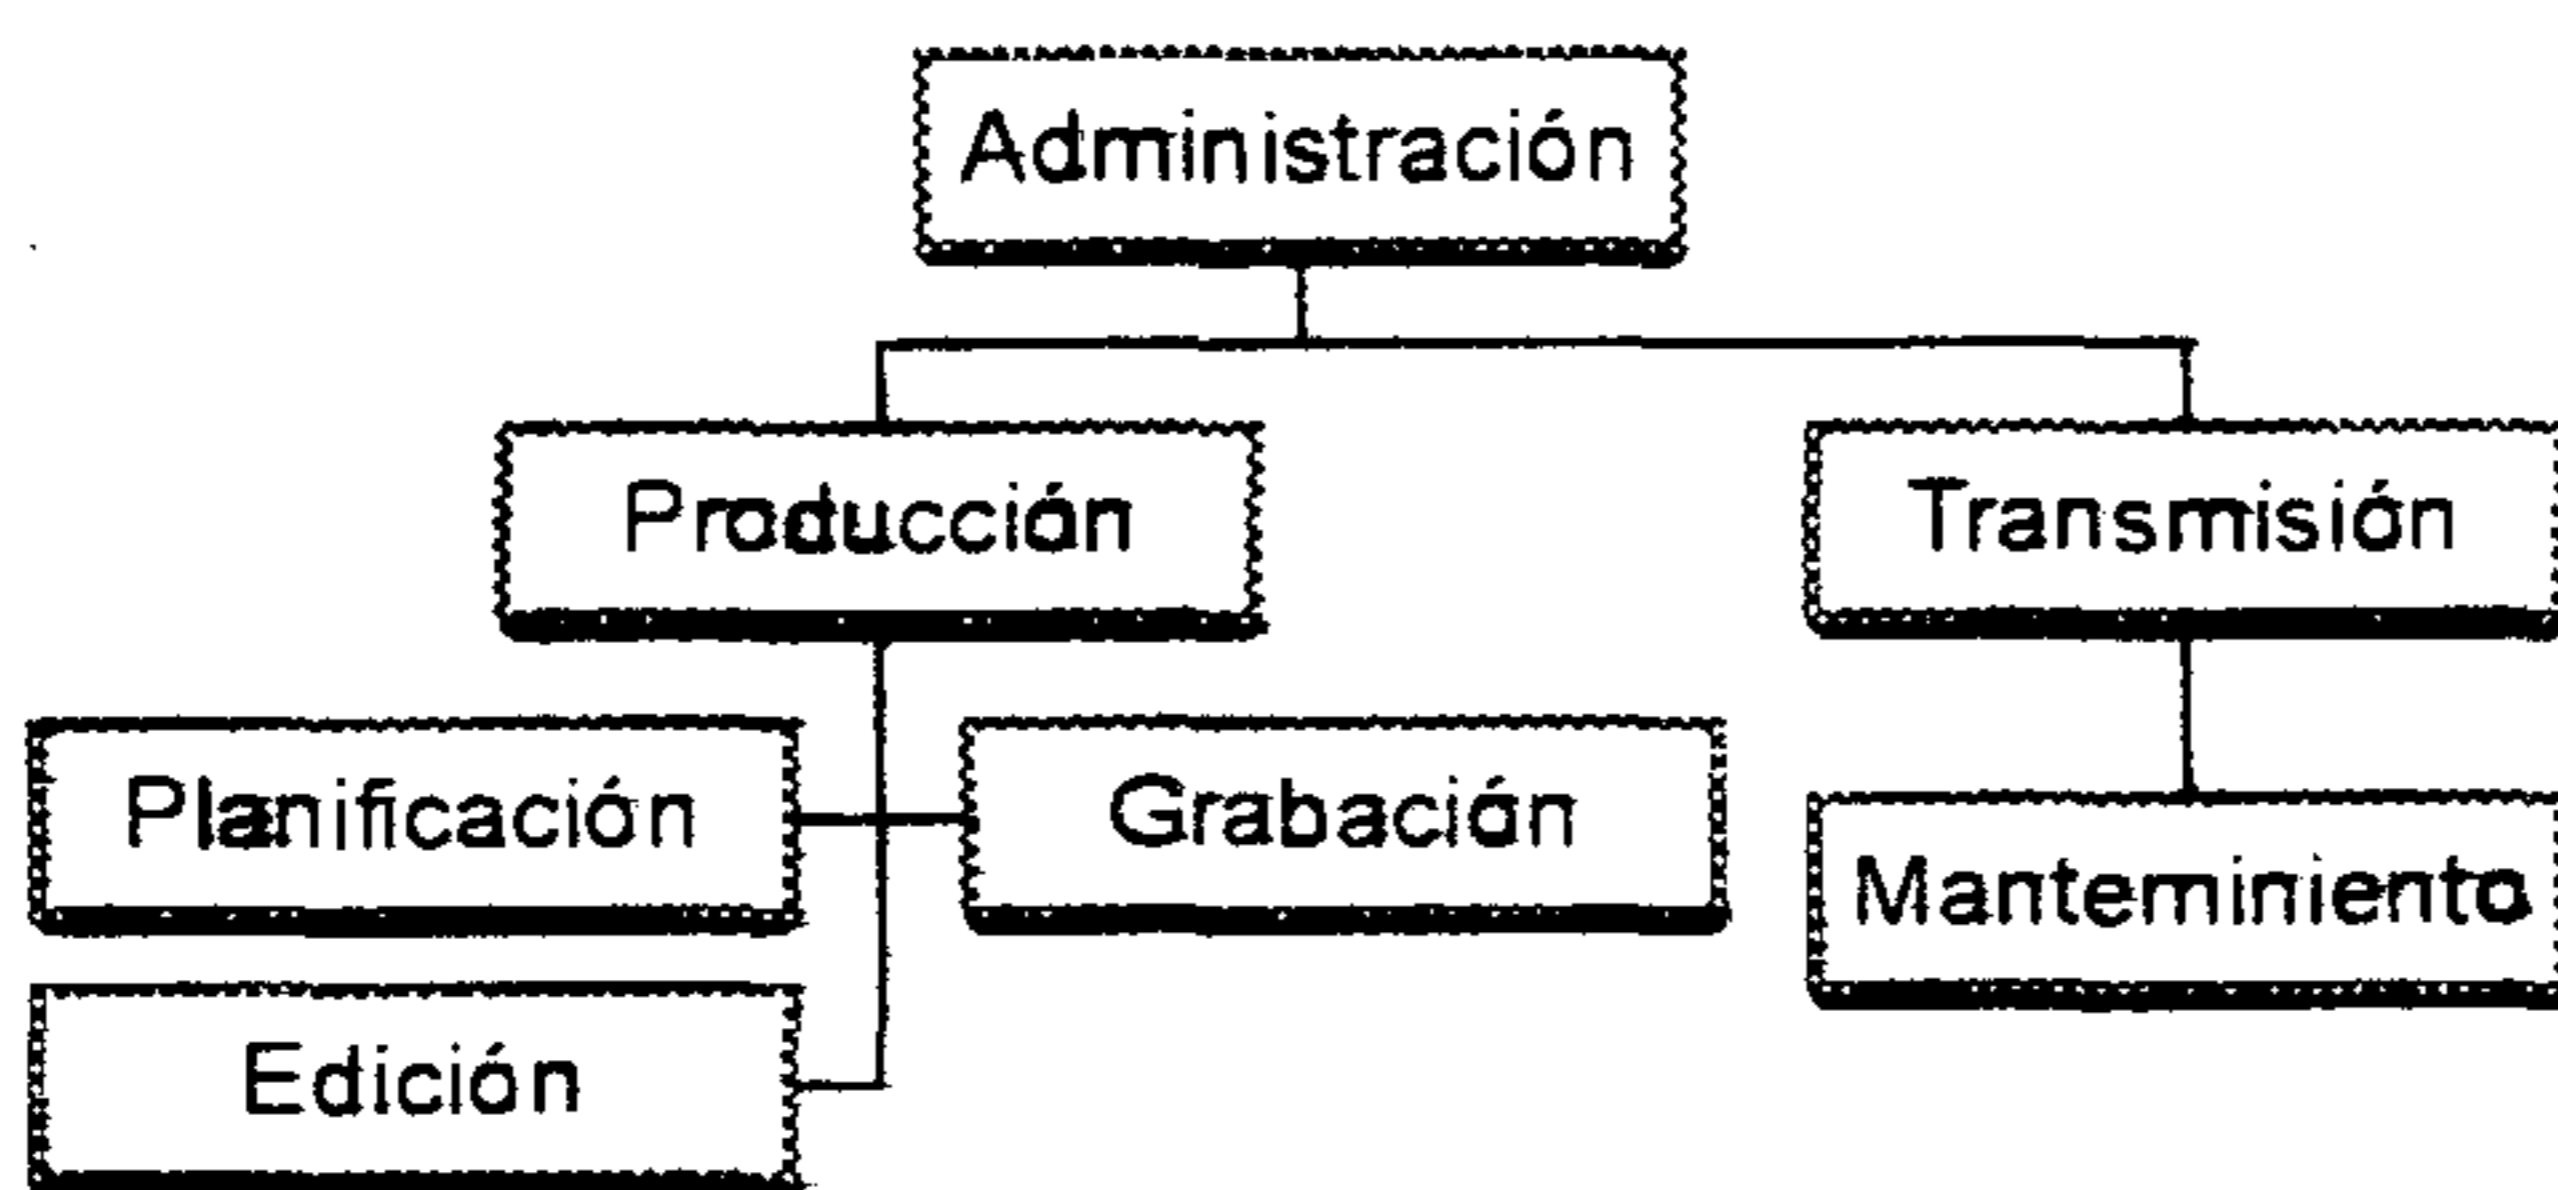 Administración
Producción
Transmisión
Planificación
Grabación
Manteminiento
Edición